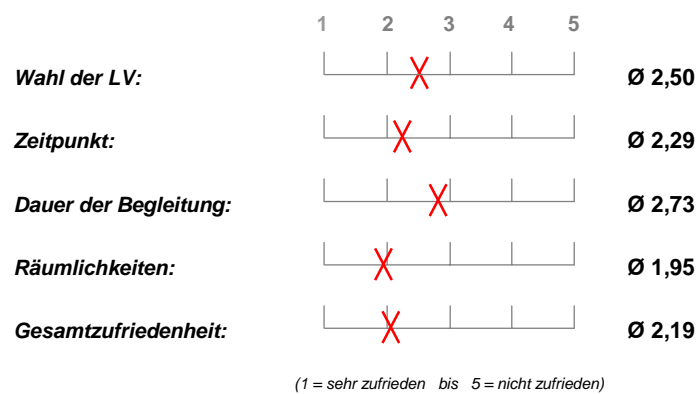 1 2 3 4 5
Wahl der LV: Ø 2,50
Zeitpunkt: Ø 2,29
Dauer der Begleitung: Ø 2,73
Räumlichkeiten: Ø 1,95
Gesamtzufriedenheit: Ø 2,19
(1 = sehr zufrieden bis 5 = nicht zufrieden)